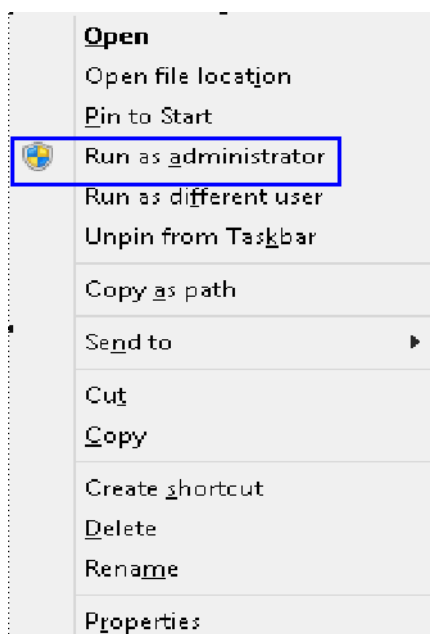 Open
Open file location
Pin to Start
Run as administrator
Run as different user
Unpin from Taskbar
Copy as path
Send to
Cut
Copy
Create shortcut
Delete
Rename
Properties